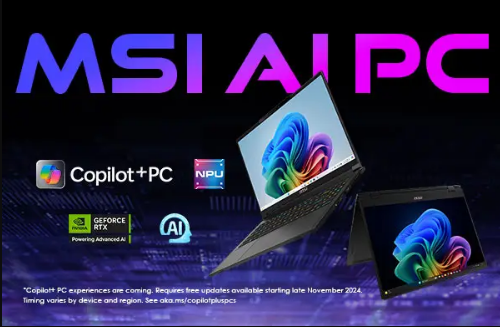 MSI AI PC
Copilot+PC
NPU
NVIDIA
GEFORCE
RTX
Powering Advanced AI
AI
*Copilot+ PC experiences are coming. Requires free updates available starting late November 2024.
Timing varies by device and region. See aka.ms/copilotpluspcs